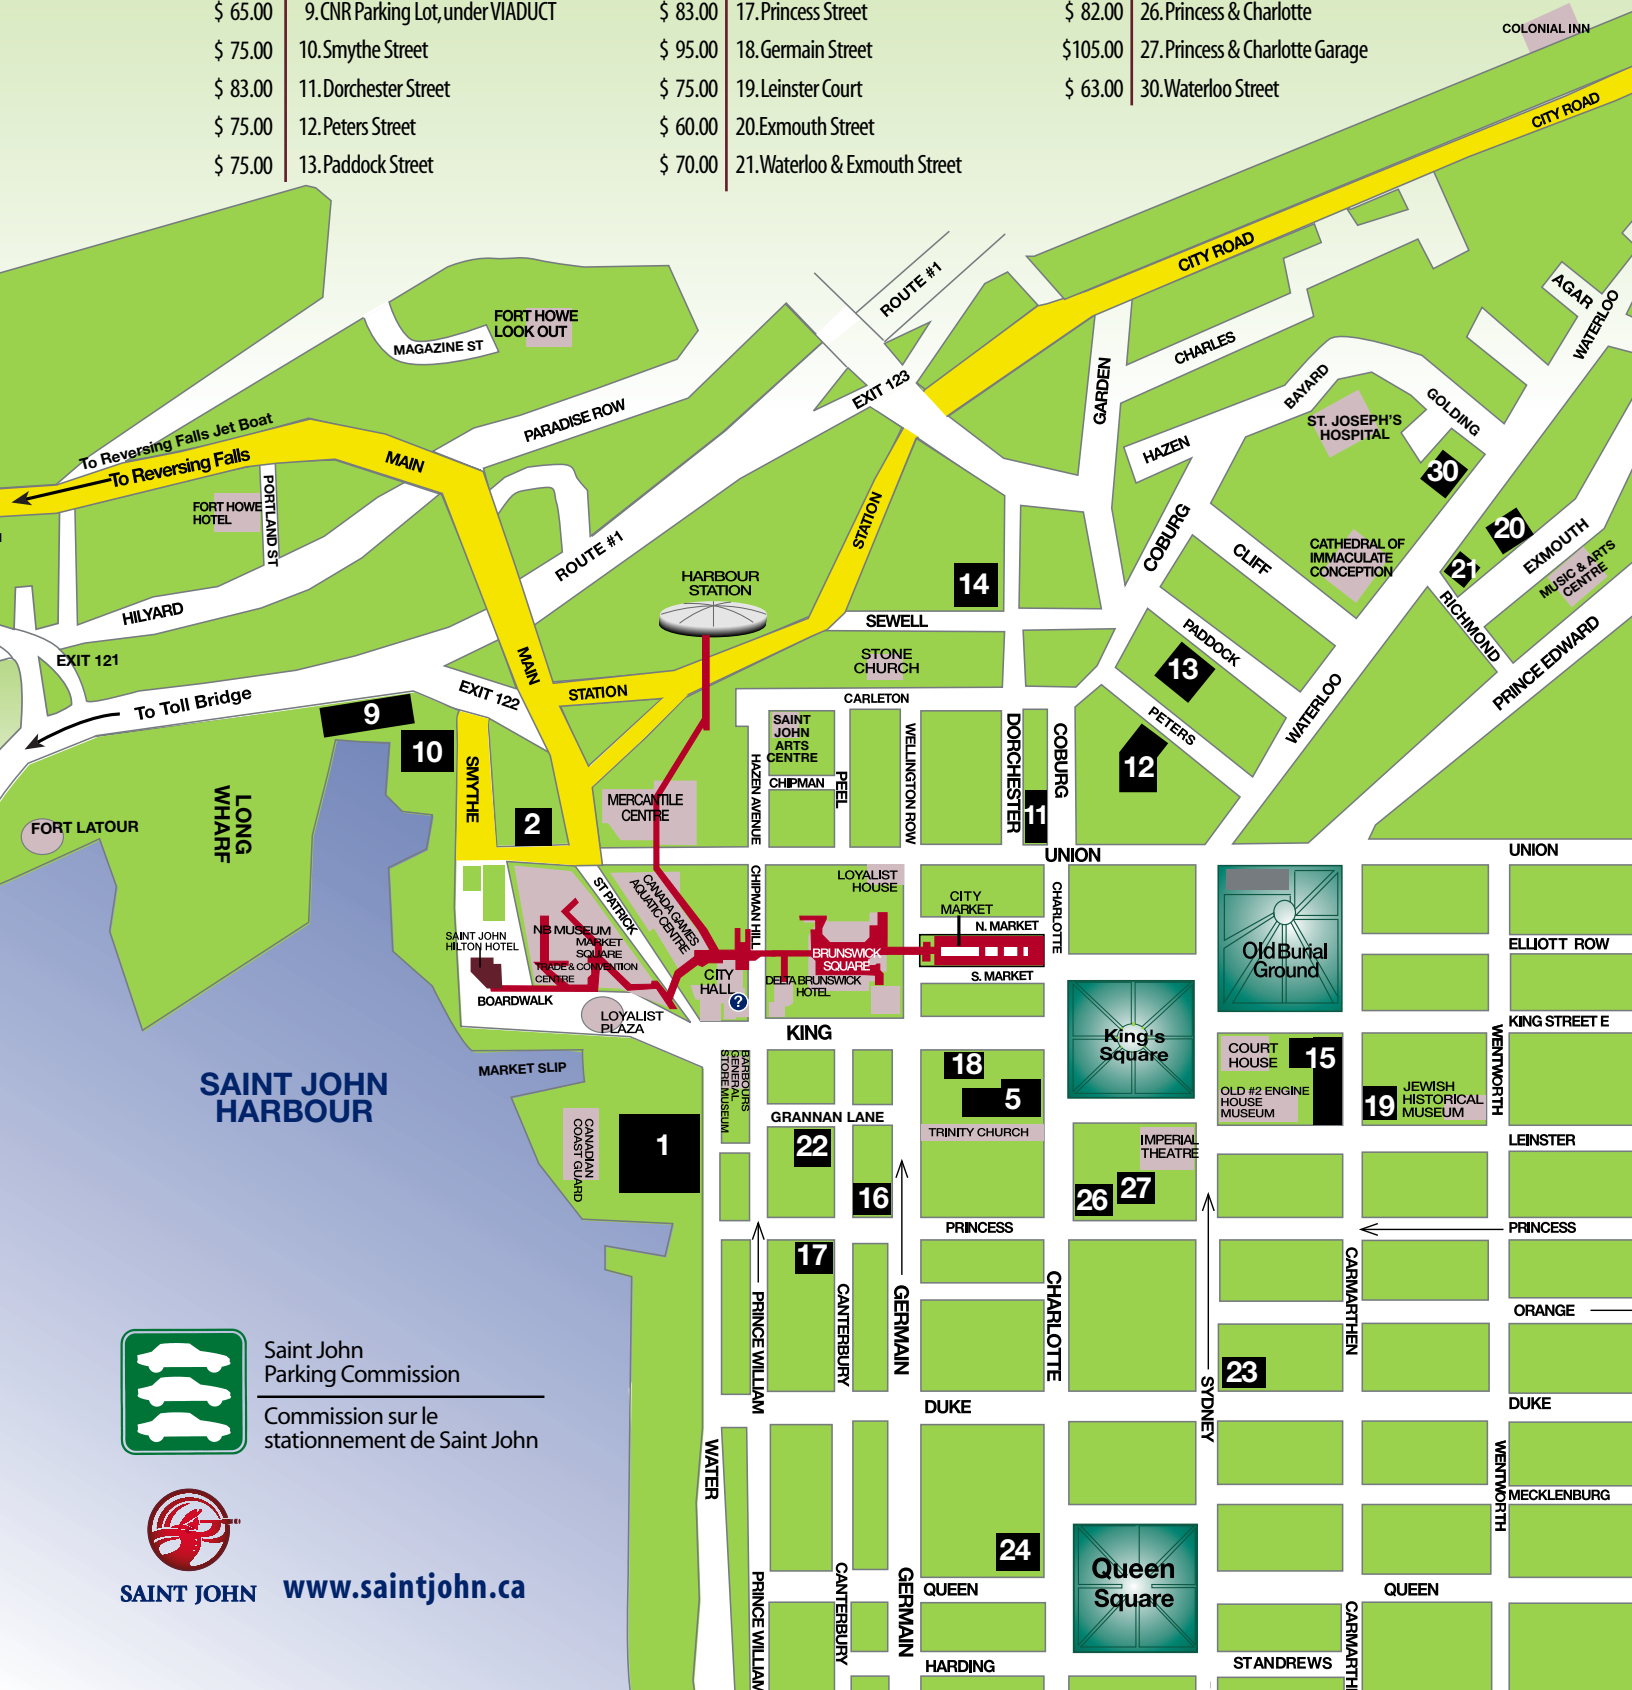 $ 65.00 9.CNR Parking Lot, under VIADUCT
$ 75.00 10.Smythe Street
$ 83.00 11.Dorchester Street
$ 75.00 12.Peters Street
$ 75.00 13.Paddock Street
$ 83.00 17.Princess Street
$ 95.00 18.Germain Street
$ 75.00 19.Leinster Court
$ 60.00 20.Exmouth Street
$ 70.00 21.Waterloo & Exmouth Street
$ 82.00 26.Princess & Charlotte
$105.00 27.Princess & Charlotte Garage
$ 63.00 30.Waterloo Street
COLONIAL INN
CITY ROAD
CITY ROAD
ROUTE #1
AGAR
WATERLOO
FORT HOWE
LOOK OUT
MAGAZINE ST
CHARLES
GARDEN
EXIT 123
BAYARD
GOLDING
PARADISE ROW
To Reversing Falls Jet Boat
To Reversing Falls
MAIN
ST. JOSEPH'S
HOSPITAL
HAZEN
30
PORTLAND ST
FORT HOWE
HOTEL
STATION
COBURG
CLIFF
20
EXMOUTH
CATHEDRAL OF
IMMACULATE
CONCEPTION
21
MUSIC & ARTS
CENTRE
ROUTE #1
HARBOUR
STATION
14
HILYARD
SEWELL
RICHMOND
PADDOCK
PRINCE EDWARD
EXIT 121
MAIN
STONE
CHURCH
13
EXIT 122
STATION
To Toll Bridge
CARLETON
WATERLOO
PETERS
9
SAINT
JOHN
ARTS
CENTRE
WELLINGTON ROW
DORCHESTER
COBURG
10
SMYTHE
HAZEN AVENUE
CHIPMAN
PEEL
12
LONG
WHARF
MERCANTILE
CENTRE
11
2
FORT LATOUR
UNION
UNION
ST PATRICK
CANADA GAMES
AQUATIC CENTRE
CHIPMAN HILL
LOYALIST
HOUSE
CITY
MARKET
CHARLOTTE
N. MARKET
SAINT JOHN
HILTON HOTEL
NB MUSEUM
MARKET
SQUARE
TRADE & CONVENTION
CENTRE
BRUNSWICK
SQUARE
Old Burial
Ground
ELLIOTT ROW
CITY
HALL
?
DELTA BRUNSWICK
HOTEL
S. MARKET
BOARDWALK
LOYALIST
PLAZA
KING
King's
Square
KING STREET E
WENTWORTH
MARKET SLIP
BARBOURS
GENERAL
STORE MUSEUM
18
5
COURT
HOUSE
15
OLD #2 ENGINE
HOUSE
MUSEUM
19
JEWISH
HISTORICAL
MUSEUM
SAINT JOHN
HARBOUR
GRANNAN LANE
TRINITY CHURCH
CANADIAN
COAST GUARD
1
22
IMPERIAL
THEATRE
LEINSTER
16
26
27
PRINCESS
PRINCESS
17
PRINCE WILLIAM
CANTERBURY
GERMAIN
CHARLOTTE
CARMARTHEN
ORANGE
Saint John
Parking Commission
Commission sur le
stationnement de Saint John
23
SYDNEY
DUKE
DUKE
WATER
WENTWORTH
MECKLENBURG
24
Queen
Square
SAINT JOHN
www.saintjohn.ca
PRINCE WILLIAM
CANTERBURY
GERMAIN
QUEEN
QUEEN
HARDING
ST ANDREWS
CARMARTH